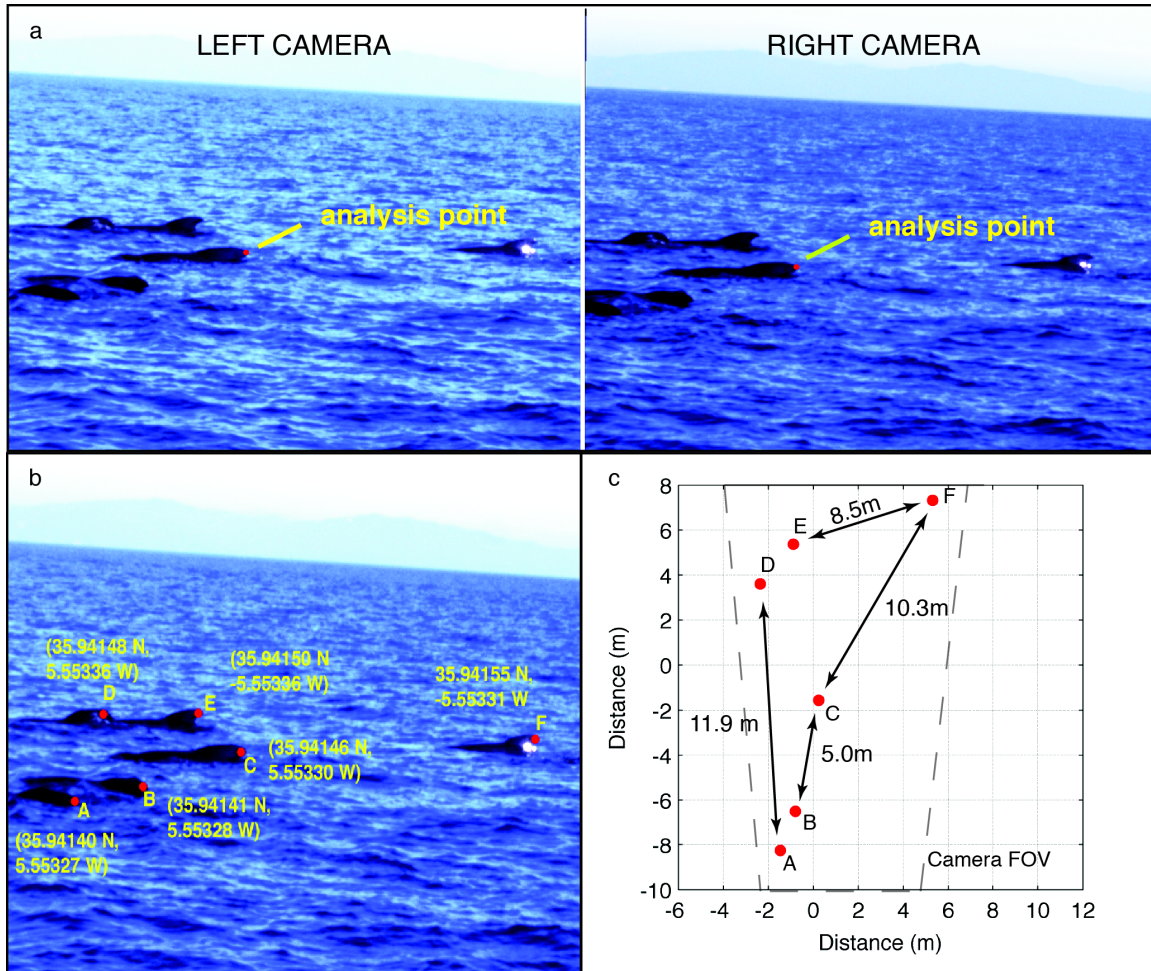 a
LEFT CAMERA
RIGHT CAMERA
analysis point
analysis point
b
(35.94148 N,
5.55336 W)
D
(35.94150 N
-5.55336 W)
E
35.94155 N,
-5.55331 W
F
(35.94146 N,
5.55330 W)
C
(35.94141 N,
5.55328 W)
B
A
(35.94140 N,
5.55327 W)
c
8
6
4
2
0
-2
-4
-6
-8
-10
-6
-4
-2
0
2
4
6
8
10
12
Distance (m)
Distance (m)
F
8.5m
E
D
10.3m
C
11.9 m
5.0m
B
A
Camera FOV